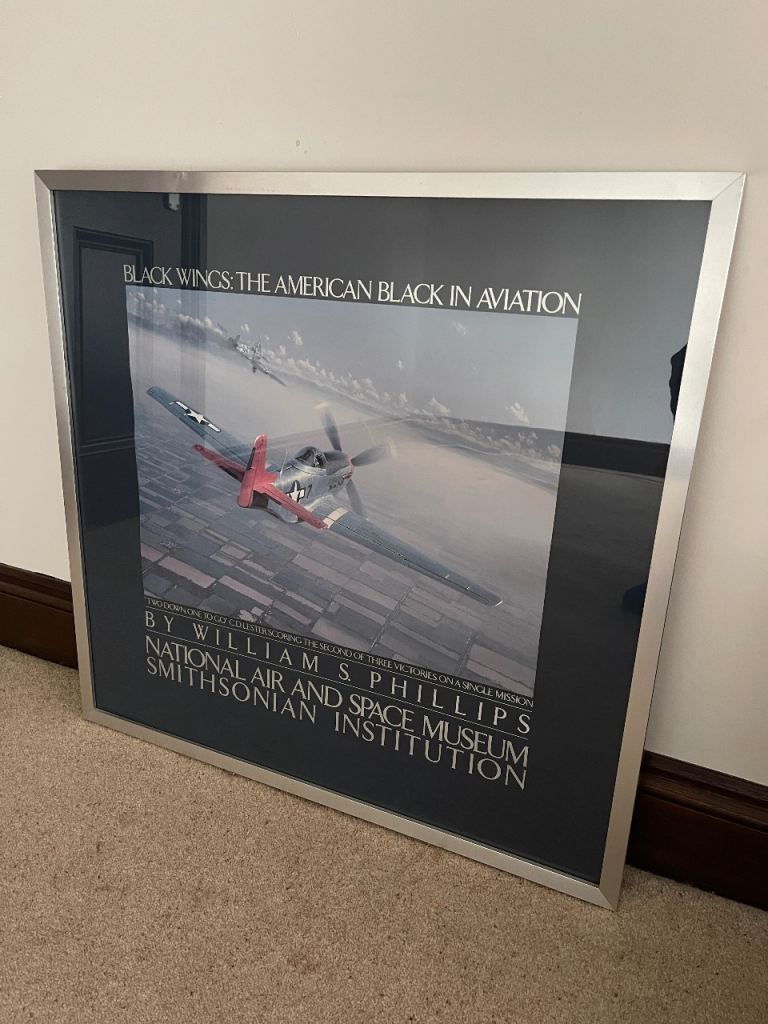 BLACK WINGS: THE AMERICAN BLACK IN AVIATION
"TWO DOWN ONE TO GO" C.D. LESTER SCORING THE SECOND OF THREE VICTORIES ON A SINGLE MISSION
BY WILLIAM S. PHILLIPS
NATIONAL AIR AND SPACE MUSEUM
SMITHSONIAN INSTITUTION